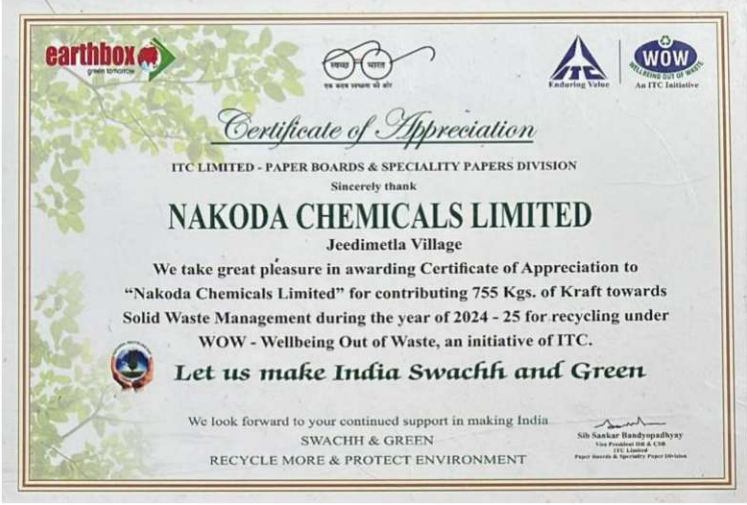 earthbox
green tomorrow
स्वच्छ भारत
एक कदम स्वच्छता की ओर
ITC
Enduring Value
WOW
WELLBEING OUT OF WASTE
An ITC Initiative
Certificate of Appreciation
ITC LIMITED - PAPER BOARDS & SPECIALITY PAPERS DIVISION
Sincerely thank
NAKODA CHEMICALS LIMITED
Jeedimetla Village
We take great pleasure in awarding Certificate of Appreciation to
“Nakoda Chemicals Limited” for contributing 755 Kgs. of Kraft towards
Solid Waste Management during the year of 2024 - 25 for recycling under
WOW - Wellbeing Out of Waste, an initiative of ITC.
Let us make India Swachh and Green
We look forward to your continued support in making India
SWACHH & GREEN
RECYCLE MORE & PROTECT ENVIRONMENT
Sib Sankar Bandyopadhyay
Vice President HR & CSR
ITC Limited
Paper Boards & Speciality Paper Division